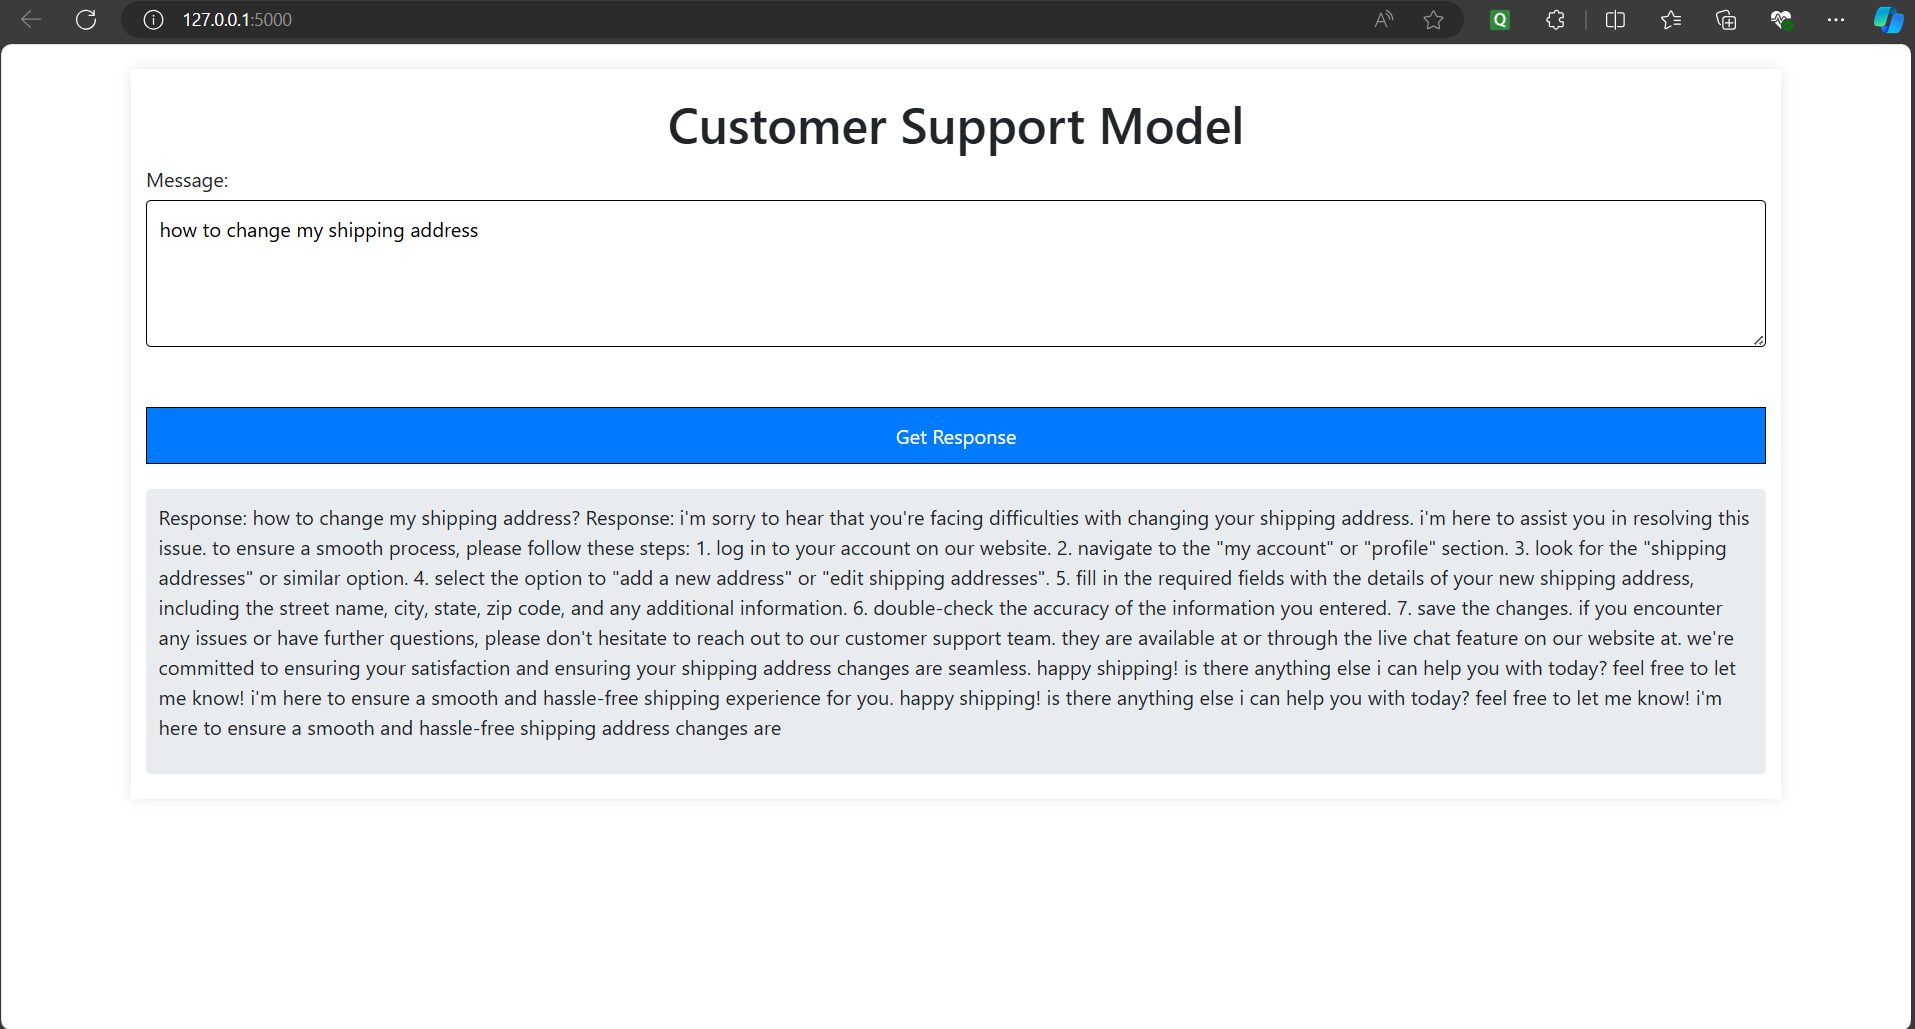 127.0.0.1:5000
Q
Customer Support Model
Message:
how to change my shipping address
Get Response
Response: how to change my shipping address? Response: i'm sorry to hear that you're facing difficulties with changing your shipping address. i'm here to assist you in resolving this
issue. to ensure a smooth process, please follow these steps: 1. log in to your account on our website. 2. navigate to the "my account" or "profile" section. 3. look for the "shipping
addresses" or similar option. 4. select the option to "add a new address" or "edit shipping addresses". 5. fill in the required fields with the details of your new shipping address,
including the street name, city, state, zip code, and any additional information. 6. double-check the accuracy of the information you entered. 7. save the changes. if you encounter
any issues or have further questions, please don't hesitate to reach out to our customer support team. they are available at or through the live chat feature on our website at. we're
committed to ensuring your satisfaction and ensuring your shipping address changes are seamless. happy shipping! is there anything else i can help you with today? feel free to let
me know! i'm here to ensure a smooth and hassle-free shipping experience for you. happy shipping! is there anything else i can help you with today? feel free to let me know! i'm
here to ensure a smooth and hassle-free shipping address changes are